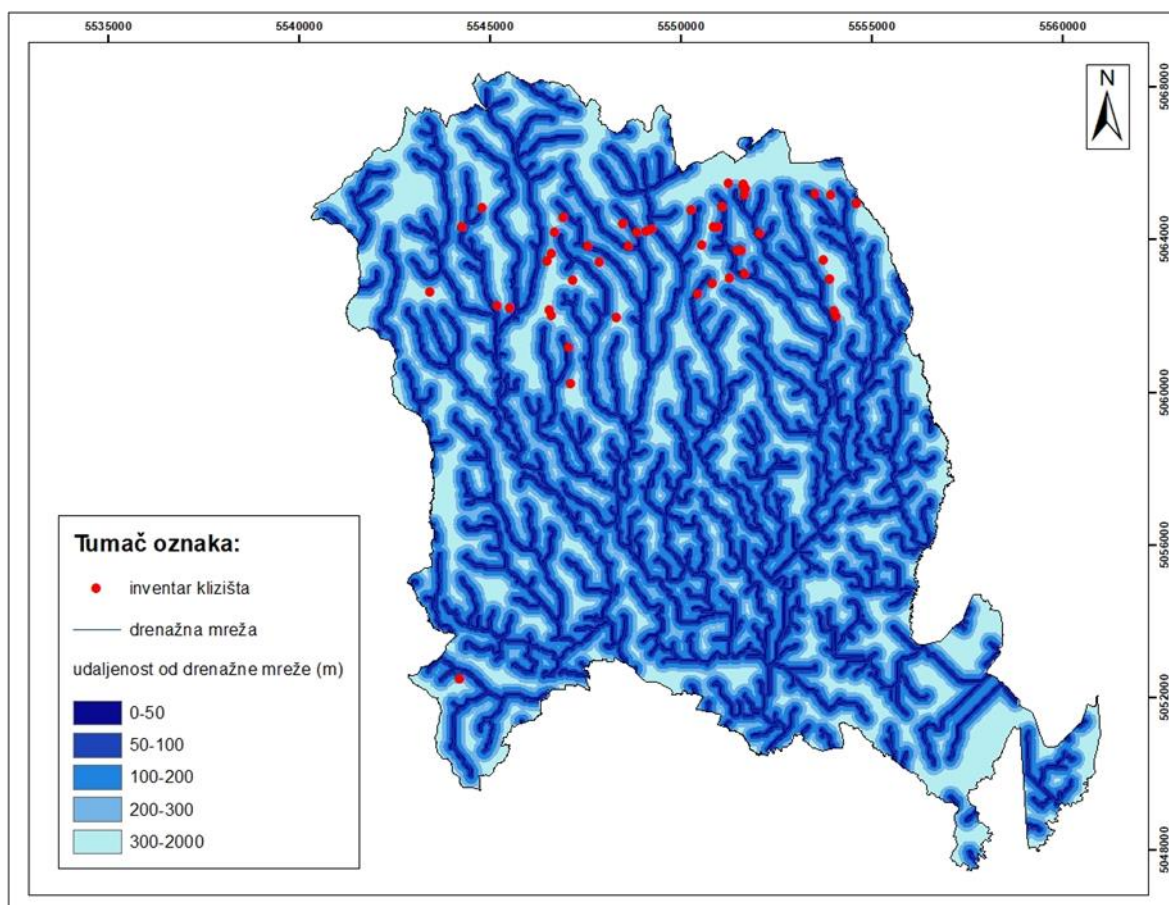 5535000 5540000 5545000 5550000 5555000 5560000
N
5068000
5064000
5060000
5056000
5052000
5048000
Tumač oznaka:
inventar klizišta
drenažna mreža
udaljenost od drenažne mreže (m)
0-50
50-100
100-200
200-300
300-2000